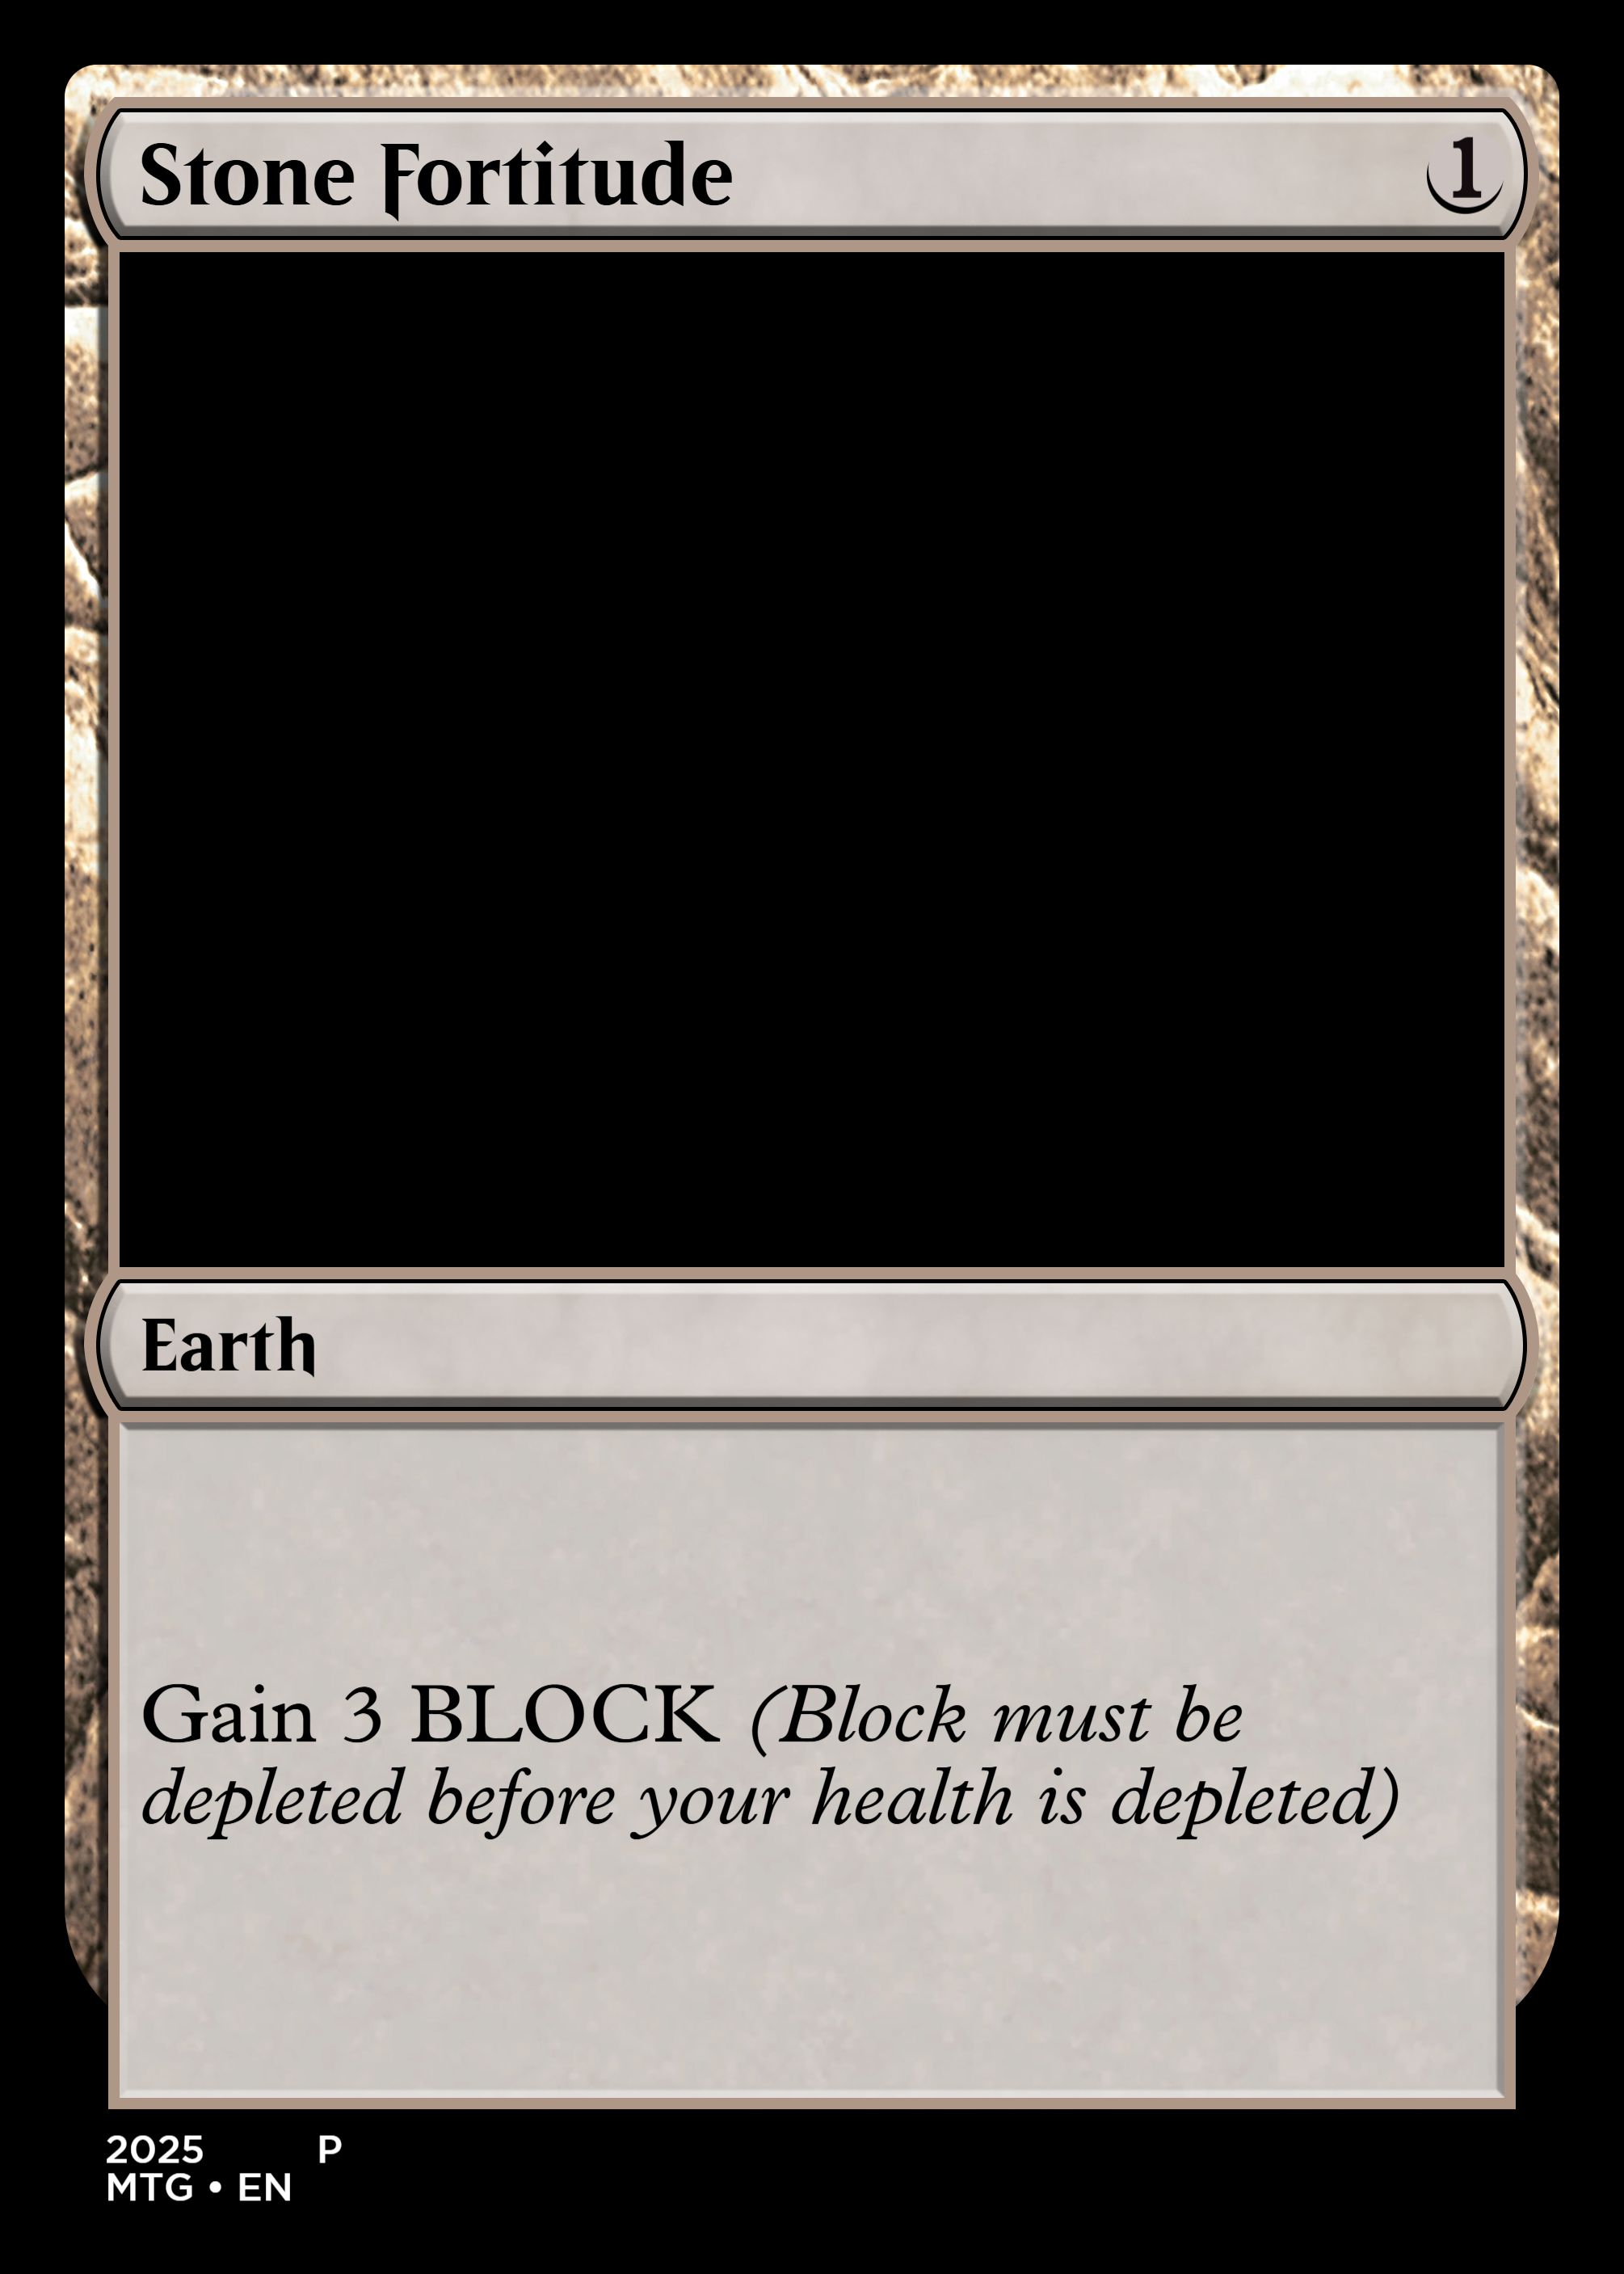 Stone Fortitude 1
Earth
Gain 3 BLOCK (Block must be
depleted before your health is depleted)
2025 P
MTG • EN